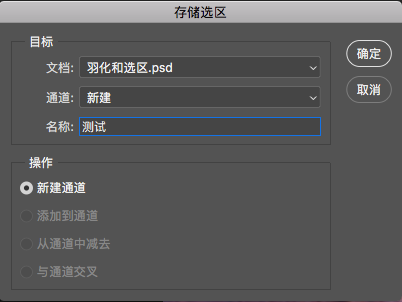 存储选区
目标
文档: 羽化和选区.psd
通道: 新建
名称: 测试
确定
取消
操作
新建通道
添加到通道
从通道中减去
与通道交叉